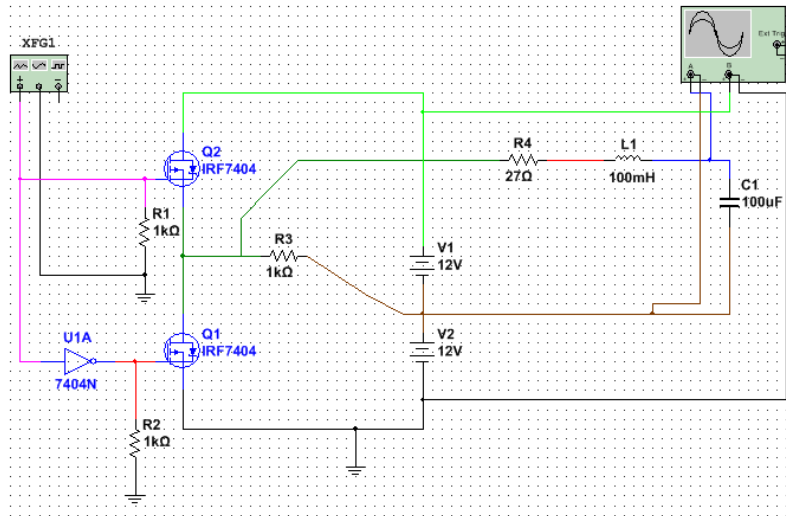 XFG1
Ext Trig
A
B
Q2
IRF7404
R4
27Ω
L1
100mH
C1
100µF
R1
1kΩ
R3
1kΩ
V1
12V
U1A
7404N
Q1
IRF7404
V2
12V
R2
1kΩ